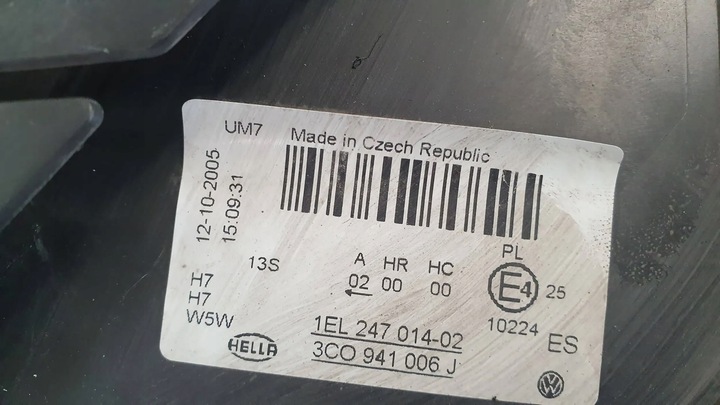 UM7 Made in Czech Republic
12-10-2005
15:09:31
PL
13S A HR HC
02 00 00 E4 25
H7
H7
W5W
10224 ES
1EL 247 014-02
HELLA 3C0 941 006 J
VW